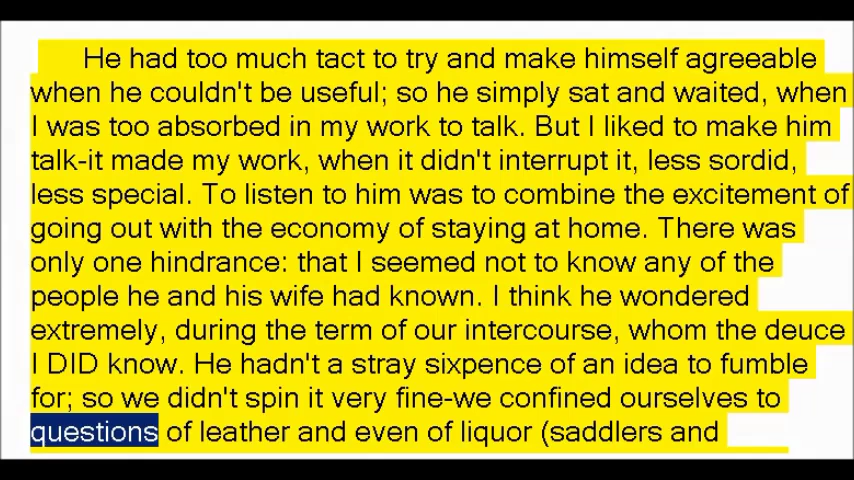 He had too much tact to try and make himself agreeable
when he couldn't be useful; so he simply sat and waited, when
I was too absorbed in my work to talk. But I liked to make him
talk-it made my work, when it didn't interrupt it, less sordid,
less special. To listen to him was to combine the excitement of
going out with the economy of staying at home. There was
only one hindrance: that I seemed not to know any of the
people he and his wife had known. I think he wondered
extremely, during the term of our intercourse, whom the deuce
I DID know. He hadn't a stray sixpence of an idea to fumble
for; so we didn't spin it very fine-we confined ourselves to
questions of leather and even of liquor (saddlers and